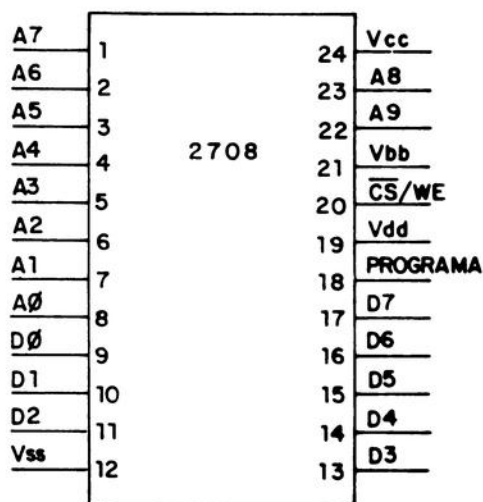 A7 1 24 Vcc
A6 2 23 A8
A5 3 22 A9
A4 4 2708 21 Vbb
A3 5 20 C̅S̅/WE
A2 6 19 Vdd
A1 7 18 PROGRAMA
AØ 8 17 D7
DØ 9 16 D6
D1 10 15 D5
D2 11 14 D4
Vss 12 13 D3